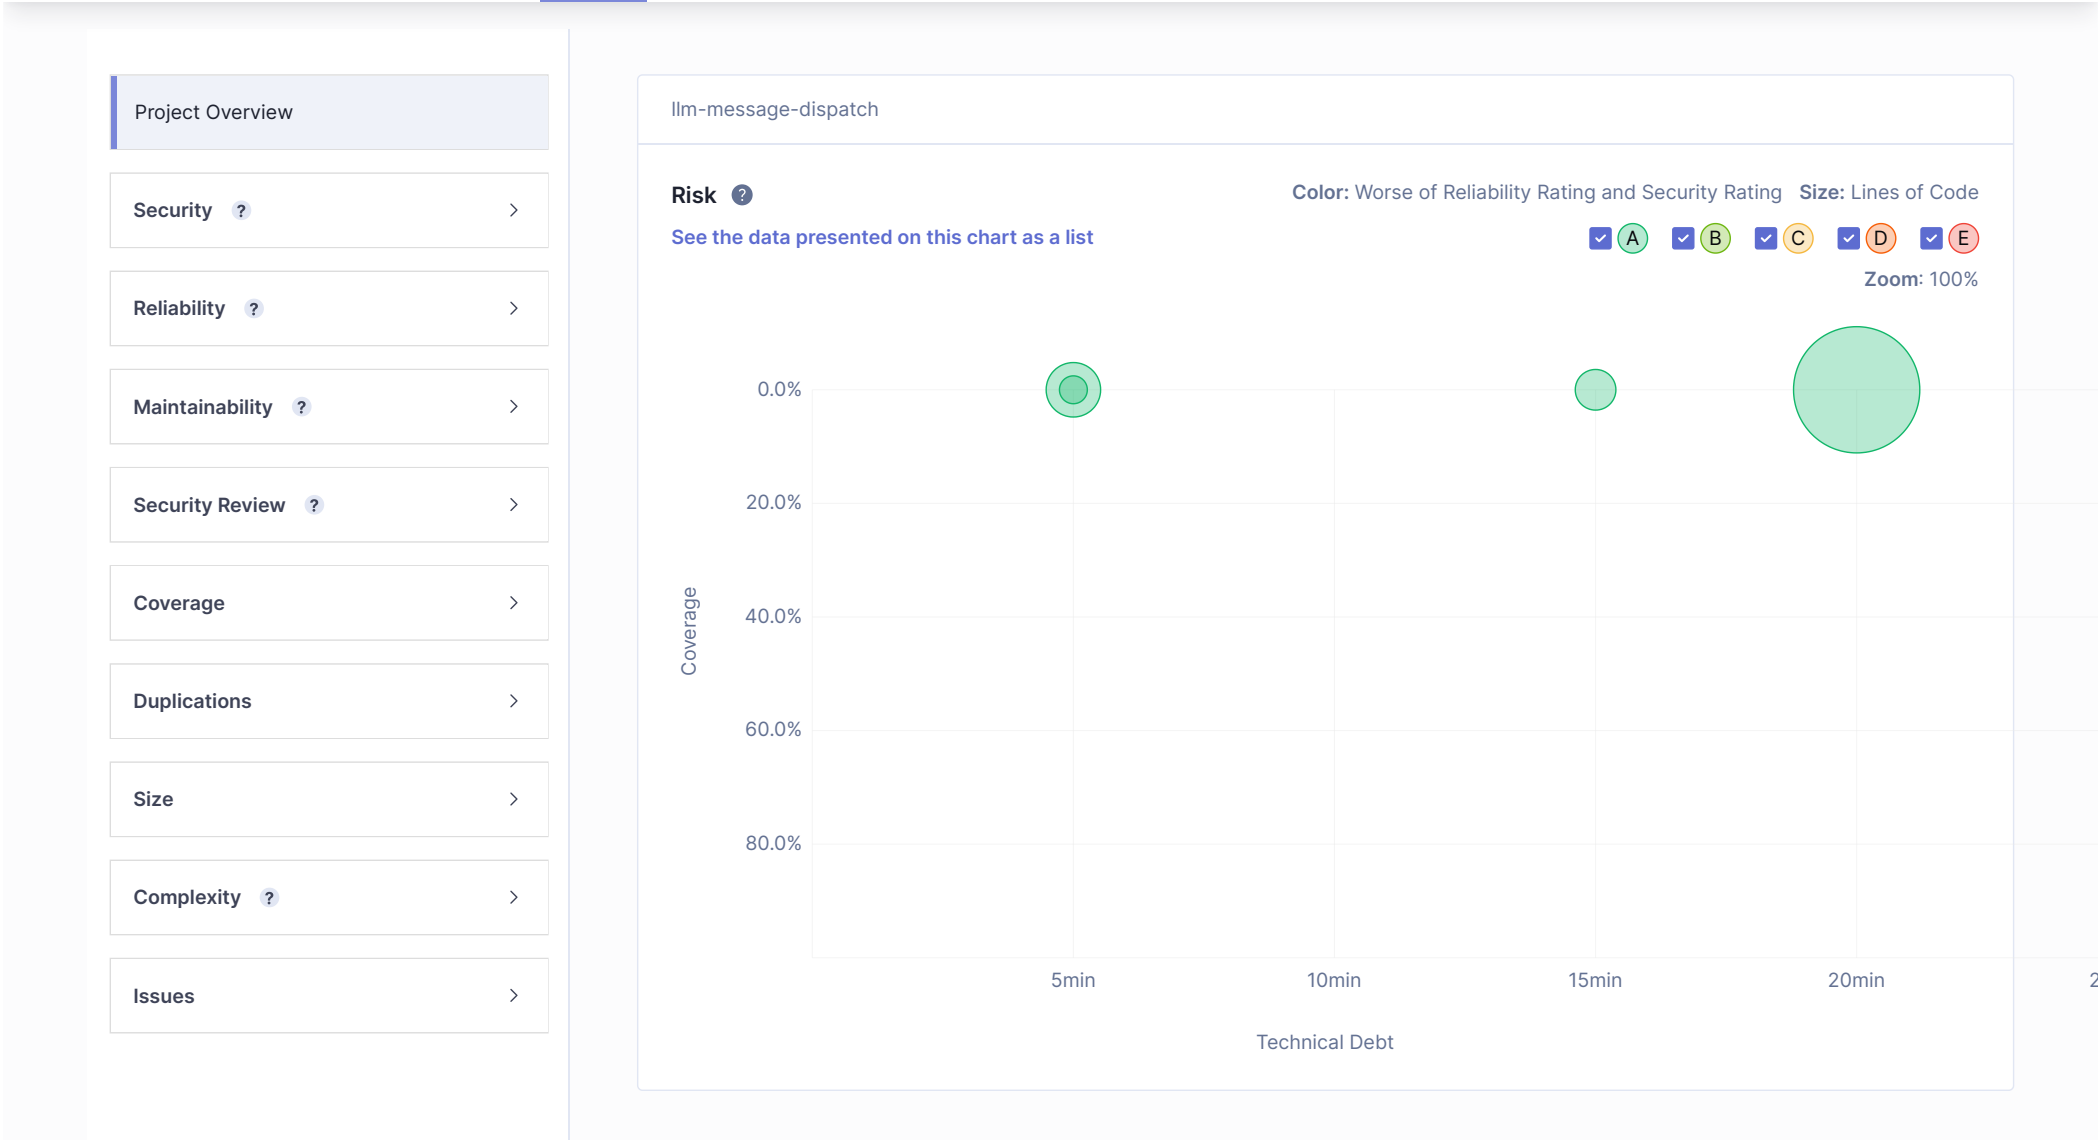 Project Overview
Security ?
Reliability ?
Maintainability ?
Security Review ?
Coverage
Duplications
Size
Complexity ?
Issues
llm-message-dispatch
Risk ?
Color: Worse of Reliability Rating and Security Rating Size: Lines of Code
See the data presented on this chart as a list
A B C D E
Zoom: 100%
0.0%
20.0%
40.0%
60.0%
80.0%
Coverage
5min 10min 15min 20min 2
Technical Debt